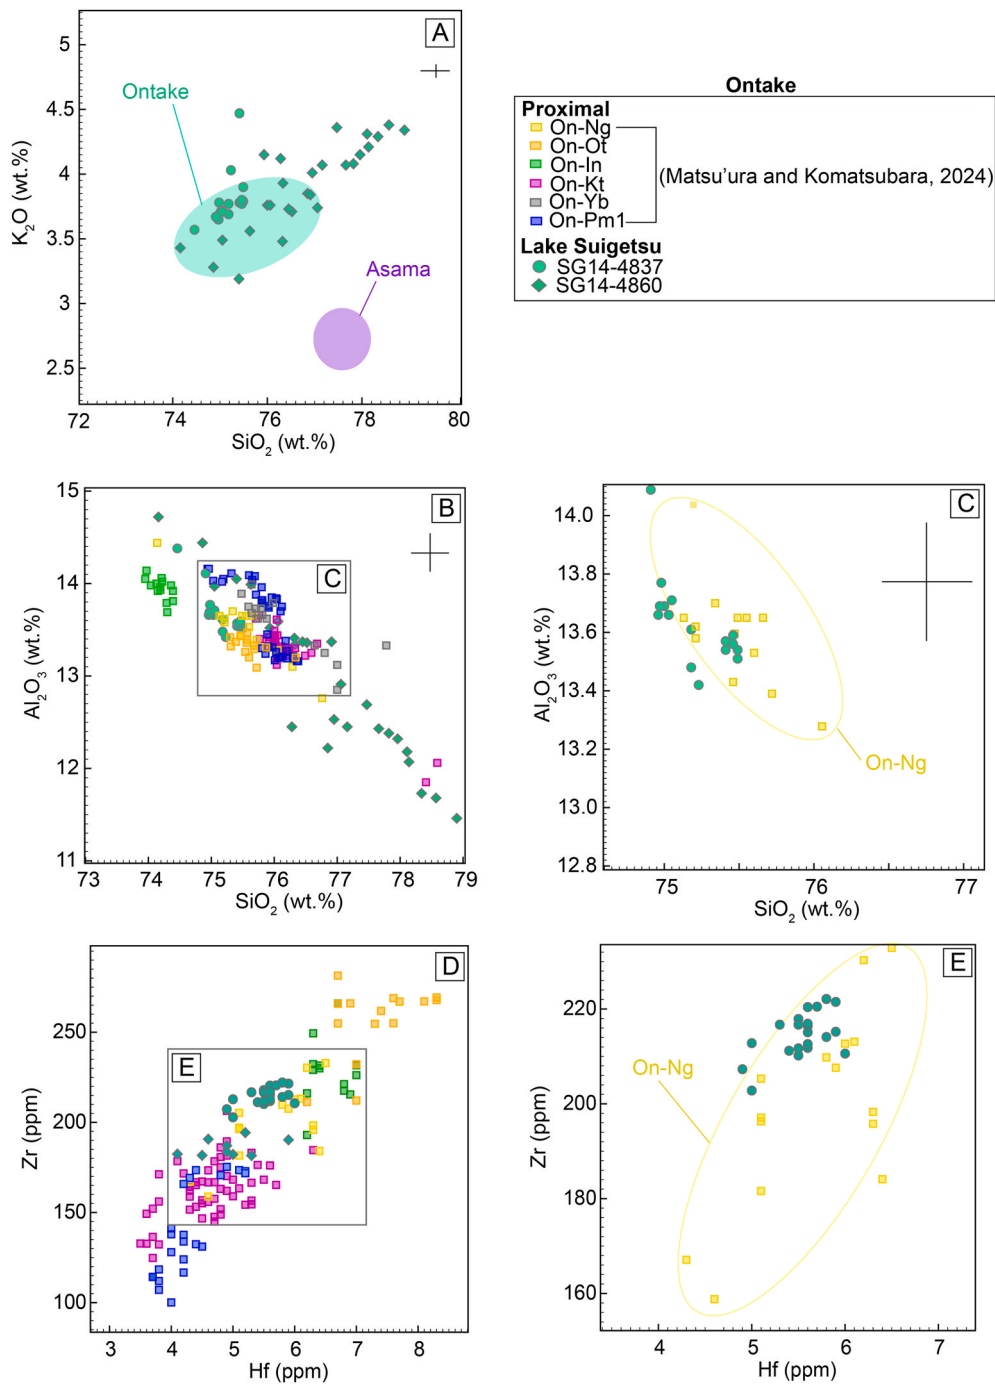 A
5
4.5
4
3.5
3
2.5
K₂O (wt.%)
Ontake
Asama
72
74
76
78
80
SiO₂ (wt.%)
Ontake
Proximal
On-Ng
On-Ot
On-In
On-Kt
On-Yb
On-Pm1
(Matsu'ura and Komatsubara, 2024)
Lake Suigetsu
SG14-4837
SG14-4860
B
C
15
14
13
12
11
Al₂O₃ (wt.%)
73
74
75
76
77
78
79
SiO₂ (wt.%)
C
14.0
13.8
13.6
13.4
13.2
13.0
12.8
Al₂O₃ (wt.%)
On-Ng
75
76
77
SiO₂ (wt.%)
D
E
250
200
150
100
Zr (ppm)
3
4
5
6
7
8
Hf (ppm)
E
220
200
180
160
Zr (ppm)
On-Ng
4
5
6
7
Hf (ppm)